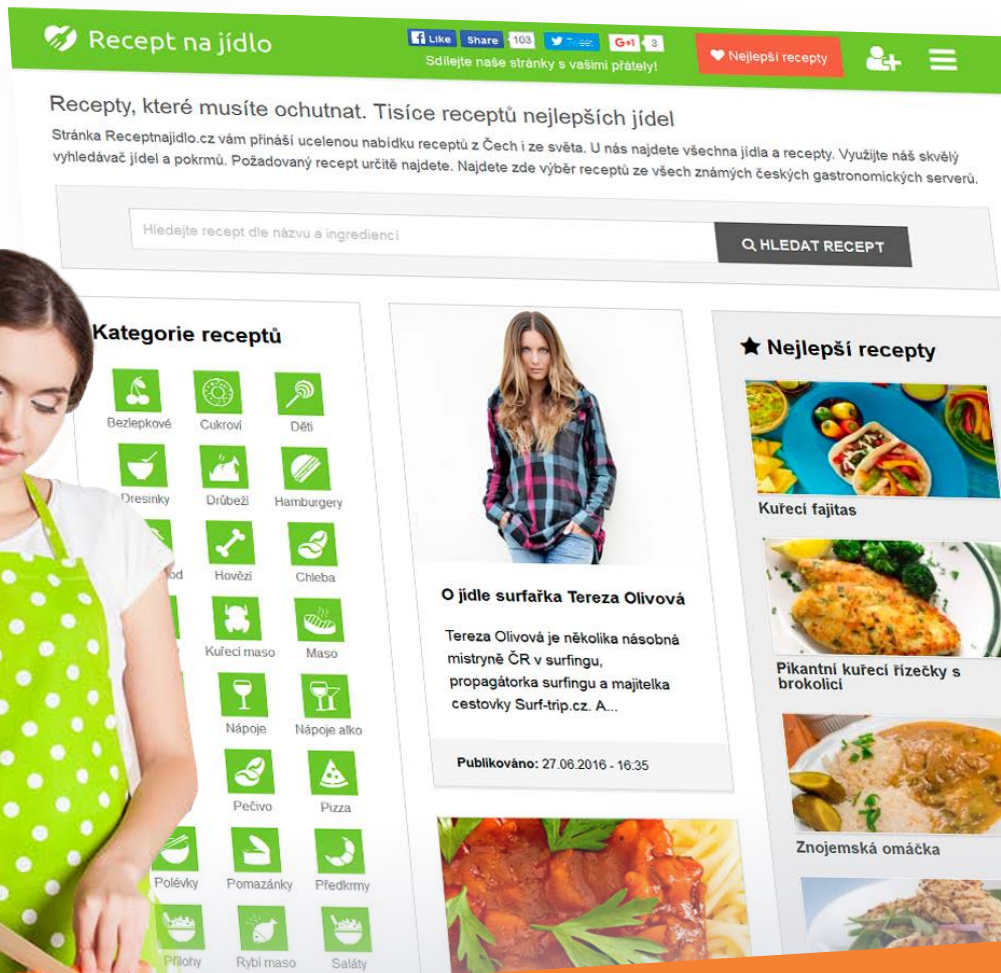 Recept na jídlo
Like Share 103 Tweet G+1 3
Sdílejte naše stránky s vašimi přátely!
Nejlepší recepty
Recepty, které musíte ochutnat. Tisíce receptů nejlepších jídel
Stránka Receptnajidlo.cz vám přináší ucelenou nabídku receptů z Čech i ze světa. U nás najdete všechna jídla a recepty. Využijte náš skvělý
vyhledávač jídel a pokrmů. Požadovaný recept určitě najdete. Najdete zde výběr receptů ze všech známých českých gastronomických serverů.
Hledejte recept dle názvu a ingrediencí
HLEDAT RECEPT
Kategorie receptů
Bezlepkové Cukroví Děti
Dresinky Drůbeží Hamburgery
Hovězí Chleba
Kuřecí maso Maso
Nápoje Nápoje alko
Pečivo Pizza
Polévky Pomazánky Předkrmy
Přílohy Rybí maso Saláty
O jídle surfařka Tereza Olivová
Tereza Olivová je několika násobná
mistryně ČR v surfingu,
propagátorka surfingu a majitelka
cestovky Surf-trip.cz. A...
Publikováno: 27.06.2016 - 16:35
Nejlepší recepty
Kuřecí fajitas
Pikantní kuřecí řízečky s
brokolicí
Znojemská omáčka